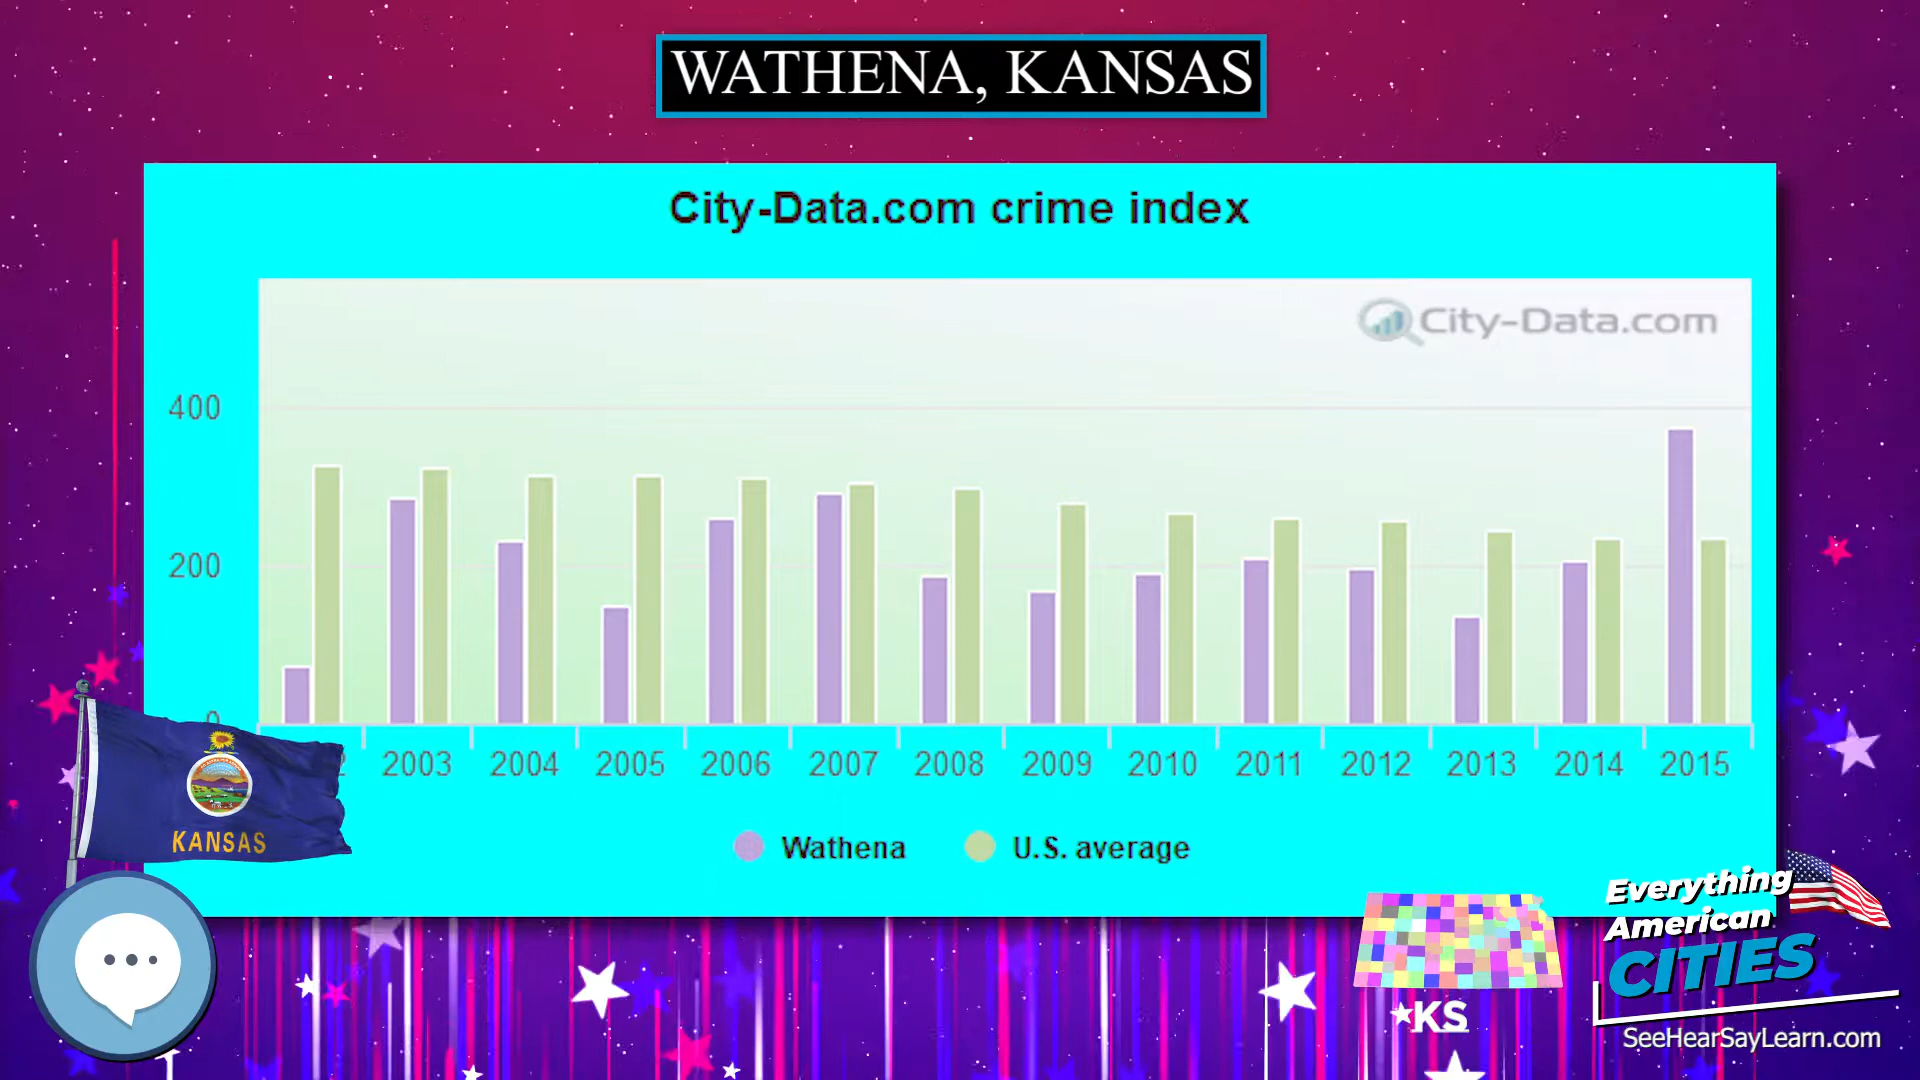 WATHENA, KANSAS
City-Data.com crime index
City-Data.com
400
200
0
2003 2004 2005 2006 2007 2008 2009 2010 2011 2012 2013 2014 2015
Wathena U.S. average
KANSAS
Everything
American
CITIES
KS
SeeHearSayLearn.com